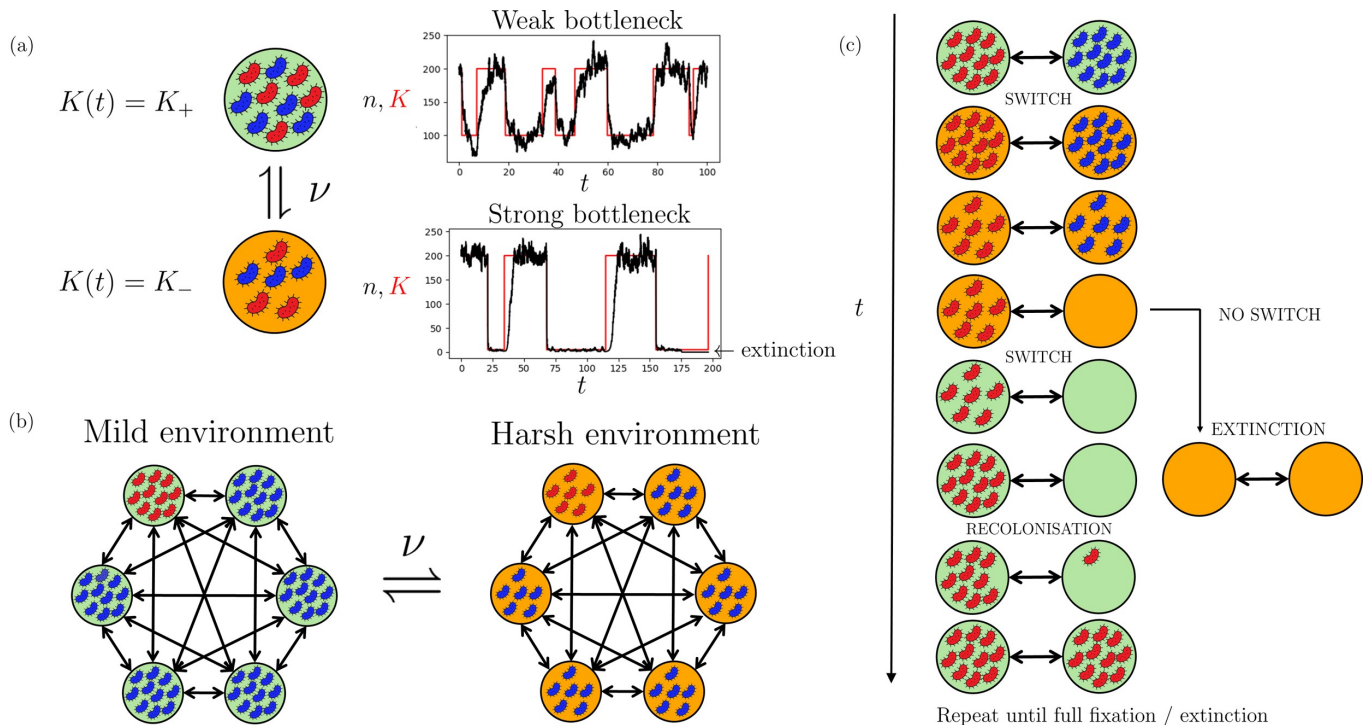 (a)
K(t) = K₊
ν
K(t) = K₋
Weak bottleneck
n, K
250
200
150
100
0 20 40 60 80 100
t
Strong bottleneck
n, K
250
200
150
100
50
0
extinction
0 25 50 75 100 125 150 175 200
t
(b)
Mild environment
Harsh environment
ν
(c)
t
SWITCH
NO SWITCH
SWITCH
EXTINCTION
RECOLONISATION
Repeat until full fixation / extinction